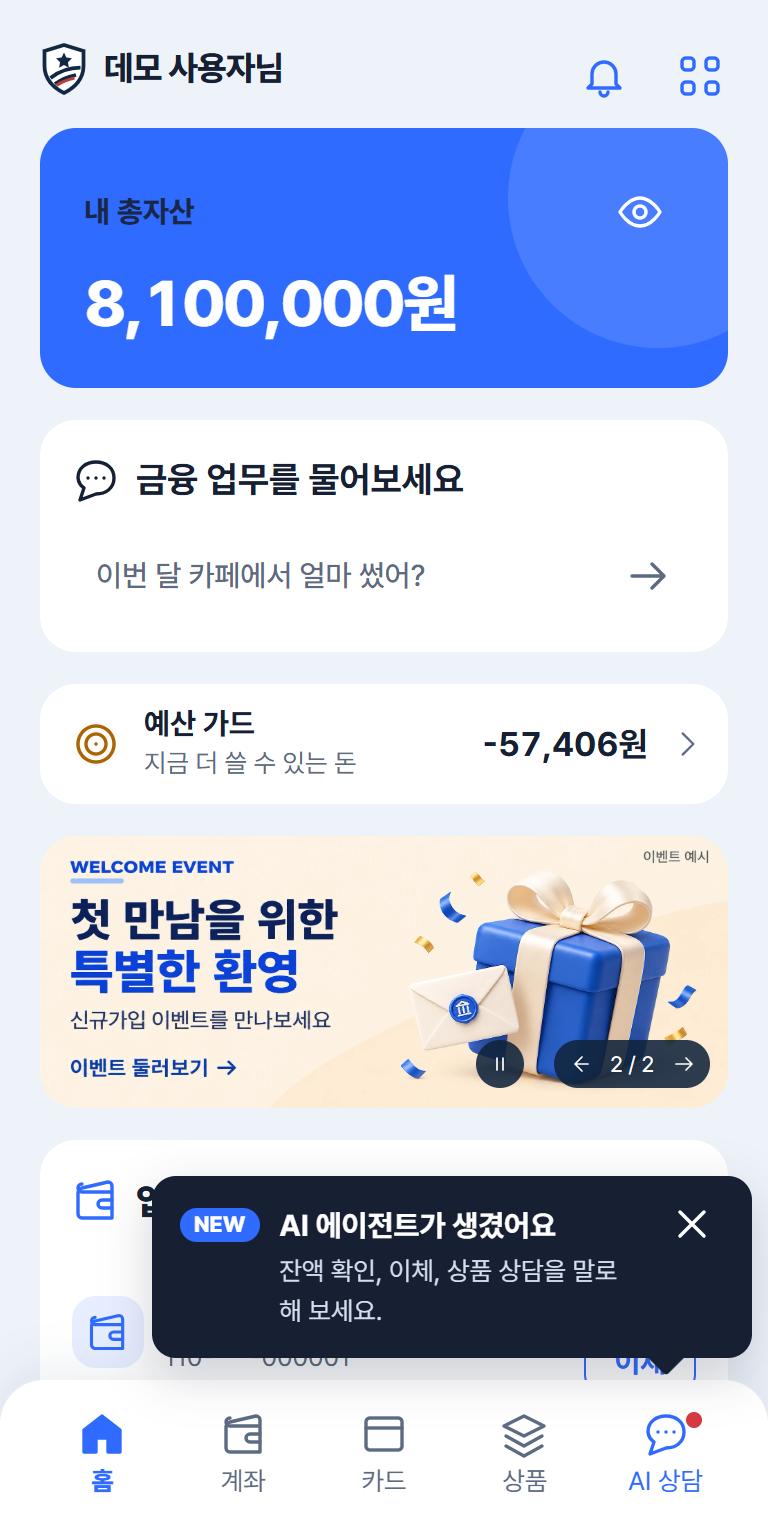 데모 사용자님
내 총자산
8,100,000원
금융 업무를 물어보세요
이번 달 카페에서 얼마 썼어?
예산 가드
지금 더 쓸 수 있는 돈
-57,406원
이벤트 예시
WELCOME EVENT
첫 만남을 위한
특별한 환영
신규가입 이벤트를 만나보세요
이벤트 둘러보기 →
2 / 2
NEW
AI 에이전트가 생겼어요
잔액 확인, 이체, 상품 상담을 말로
해 보세요.
홈
계좌
카드
상품
AI 상담